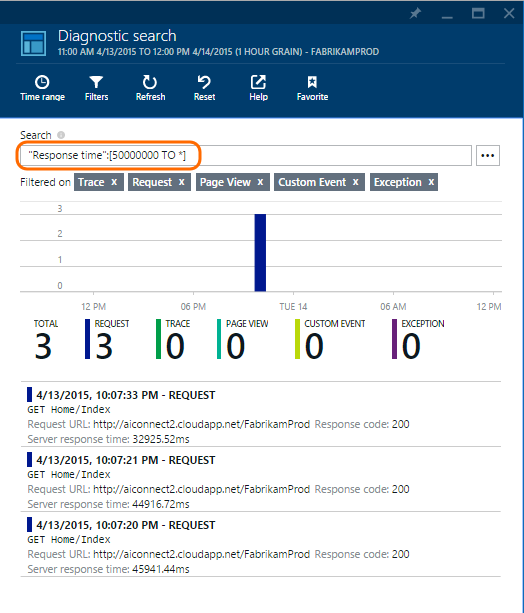 Diagnostic search
11:00 AM 4/13/2015 TO 12:00 PM 4/14/2015 (1 HOUR GRAIN) - FABRIKAMPROD
Time range Filters Refresh Reset Help Favorite
Search
"Response time":[50000000 TO *]
Filtered on Trace x Request x Page View x Custom Event x Exception x
3
2
1
0
12 PM 06 PM TUE 14 06 AM 12 PM
TOTAL REQUEST TRACE PAGE VIEW CUSTOM EVENT EXCEPTION
3 3 0 0 0 0
4/13/2015, 10:07:33 PM - REQUEST
GET Home/Index
Request URL: http://aiconnect2.cloudapp.net/FabrikamProd Response code: 200
Server response time: 32925.52ms
4/13/2015, 10:07:21 PM - REQUEST
GET Home/Index
Request URL: http://aiconnect2.cloudapp.net/FabrikamProd Response code: 200
Server response time: 44916.72ms
4/13/2015, 10:07:20 PM - REQUEST
GET Home/Index
Request URL: http://aiconnect2.cloudapp.net/FabrikamProd Response code: 200
Server response time: 45941.44ms